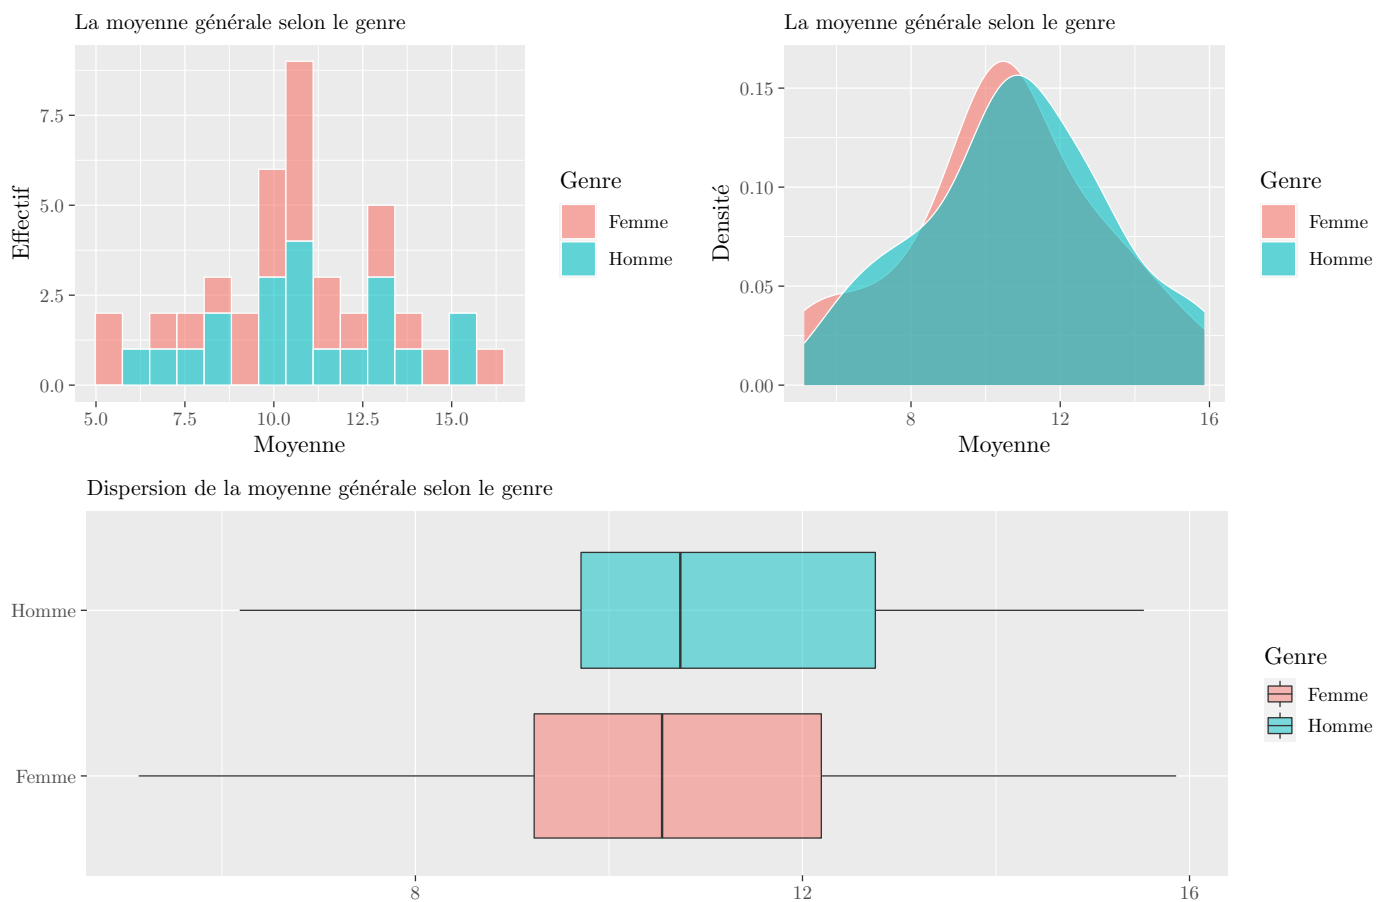 La moyenne générale selon le genre
Effectif
7.5
5.0
2.5
0.0
5.0 7.5 10.0 12.5 15.0
Moyenne
Genre
Femme
Homme
La moyenne générale selon le genre
Densité
0.15
0.10
0.05
0.00
8 12 16
Moyenne
Genre
Femme
Homme
Dispersion de la moyenne générale selon le genre
Homme
Femme
8 12 16
Genre
Femme
Homme